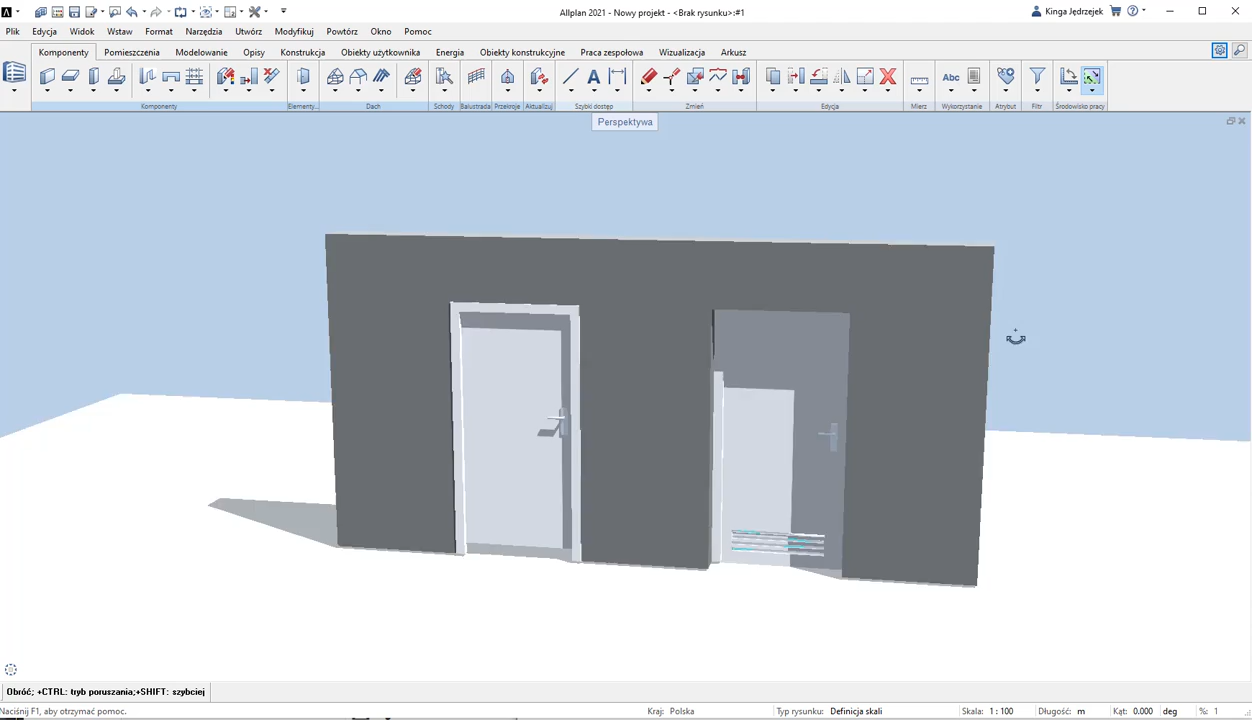 Allplan 2021 - Nowy projekt - <Brak rysunku>:#1
Kinga Jędrzejek
Plik Edycja Widok Wstaw Format Narzędzia Utwórz Modyfikuj Powtórz Okno Pomoc
Komponenty Pomieszczenia Modelowanie Opisy Konstrukcja Obiekty użytkownika Energia Obiekty konstrukcyjne Praca zespołowa Wizualizacja Arkusz
Abc
Komponenty Elementy... Dach Schody Balustrada Przekroje Aktualizuj Szybki dostęp Zmień Edycja Mierz Wykorzystanie Atrybut Filtr Środowisko pracy
Perspektywa
Obróć; +CTRL: tryb poruszania;+SHIFT: szybciej
Naciśnij F1, aby otrzymać pomoc.
Kraj: Polska Typ rysunku: Definicja skali Skala: 1 : 100 Długość: m Kąt: 0.000 deg %: 1